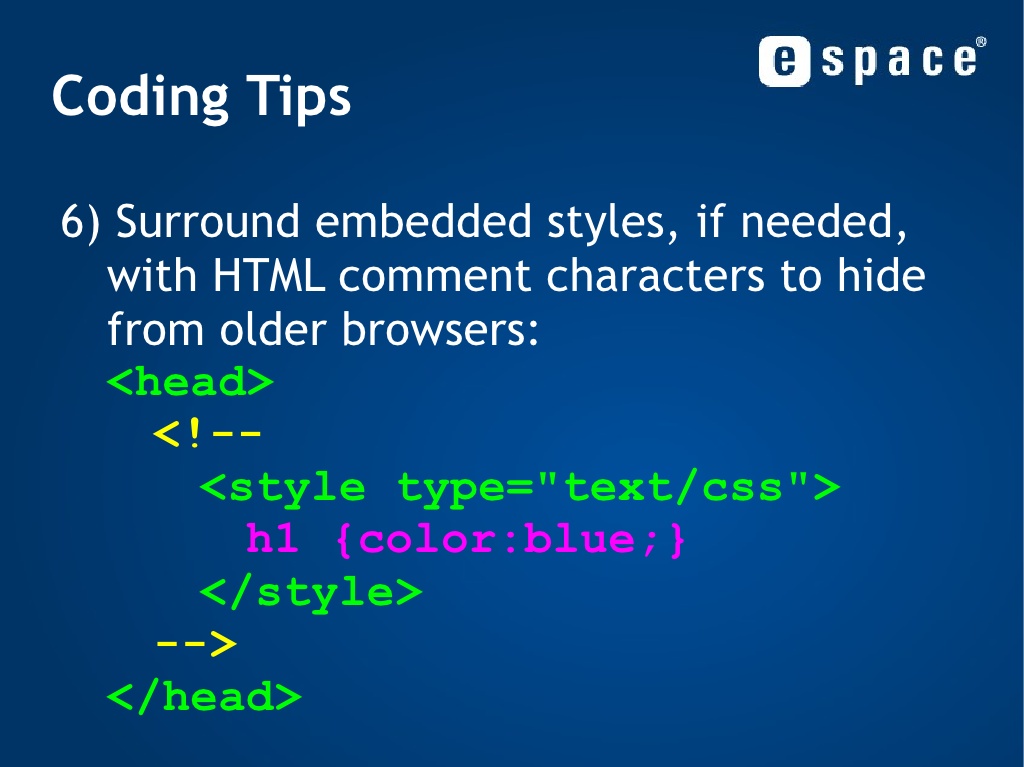 e space®
Coding Tips
6) Surround embedded styles, if needed,
with HTML comment characters to hide
from older browsers:
<head>
<!--
<style type="text/css">
h1 {color:blue;}
</style>
-->
</head>